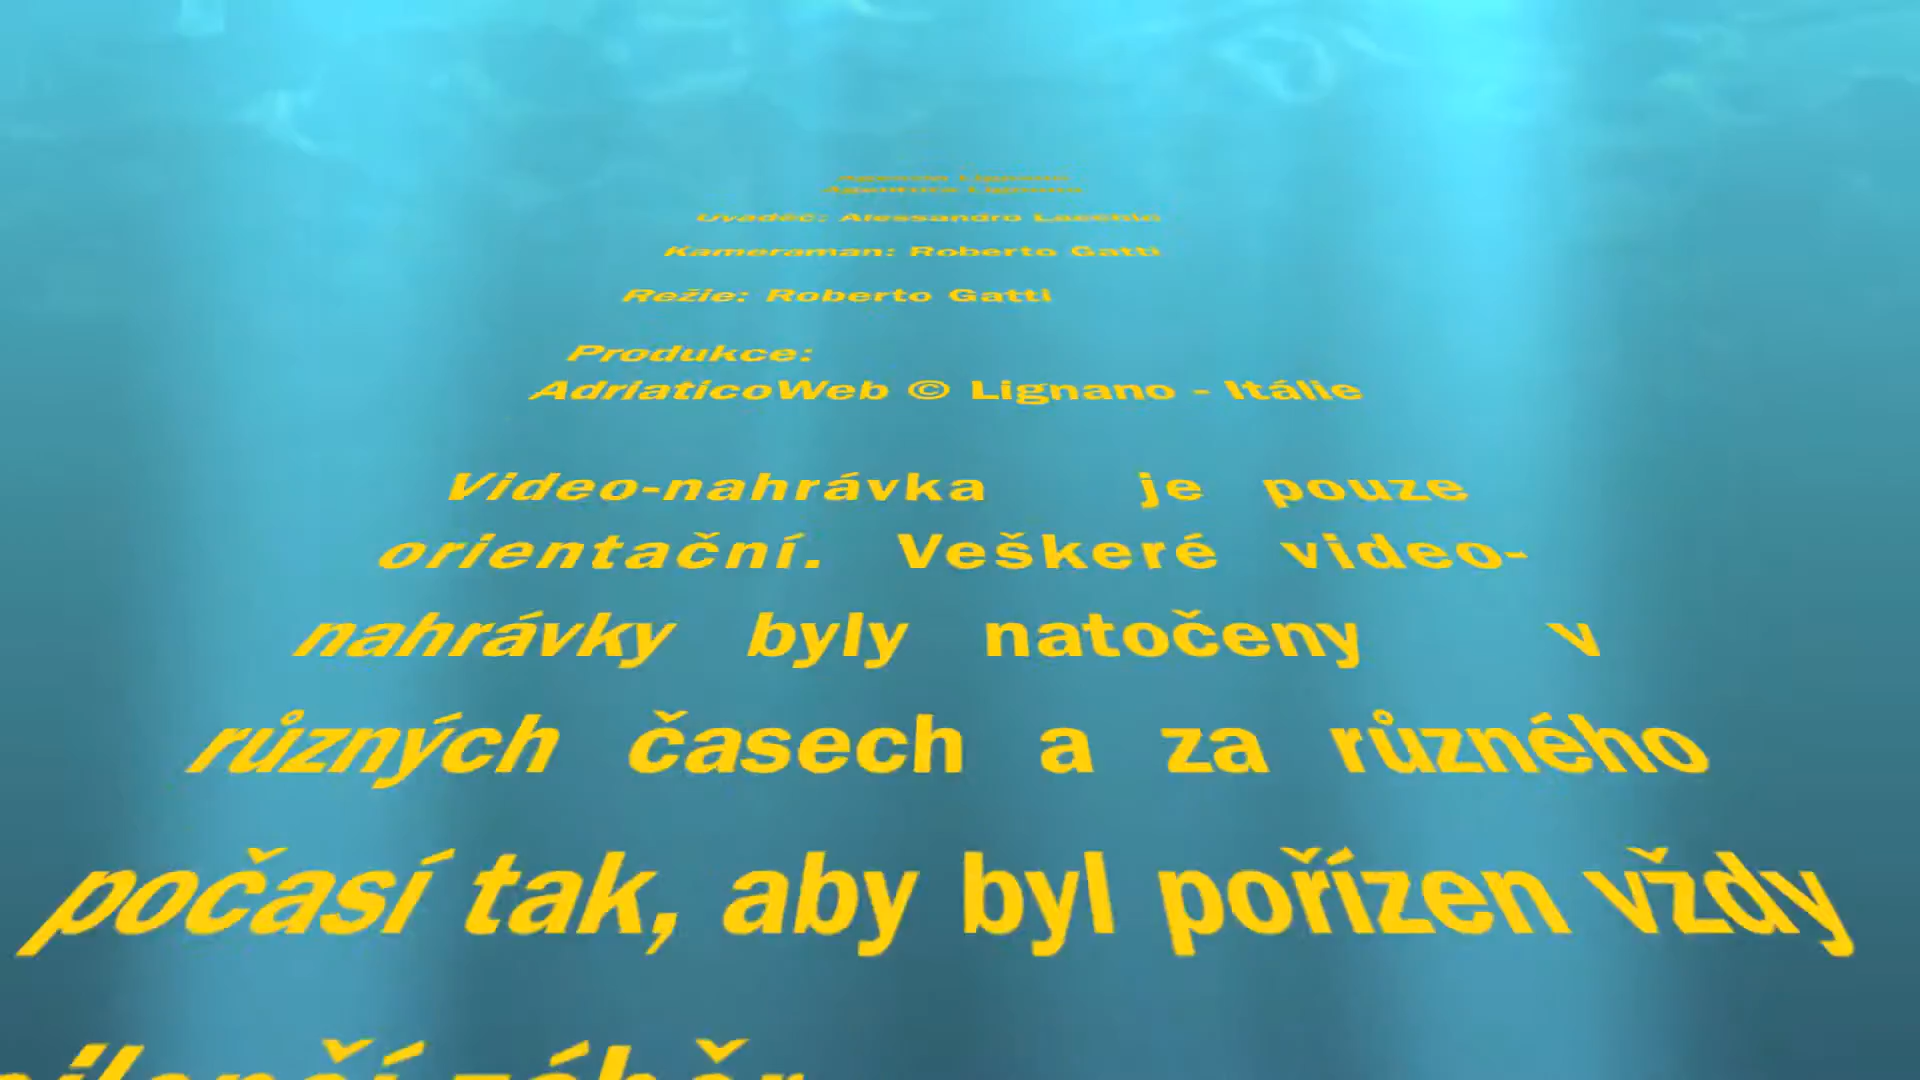 Uvaděč: Alessandro
Kameraman: Roberto Gatti
Režie: Roberto Gatti
Produkce:
AdriaticoWeb © Lignano - Itálie
Video-nahrávka je pouze
orientační. Veškeré video-
nahrávky byly natočeny v
různých časech a za různého
počasí tak, aby byl pořízen vždy
záběr